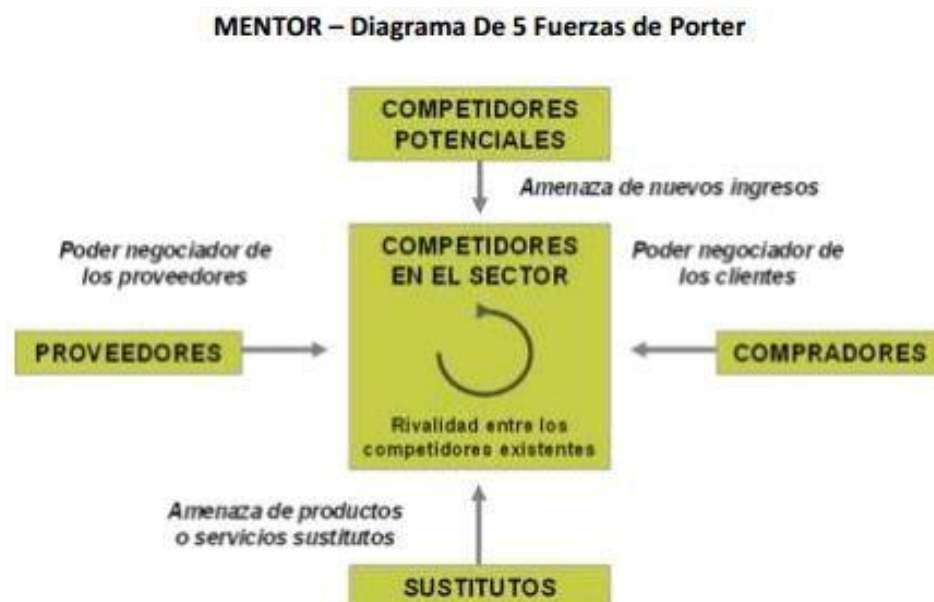 MENTOR – Diagrama De 5 Fuerzas de Porter
COMPETIDORES
POTENCIALES
Amenaza de nuevos ingresos
Poder negociador de
los proveedores
COMPETIDORES
EN EL SECTOR
Poder negociador de
los clientes
PROVEEDORES
COMPRADORES
Rivalidad entre los
competidores existentes
Amenaza de productos
o servicios sustitutos
SUSTITUTOS